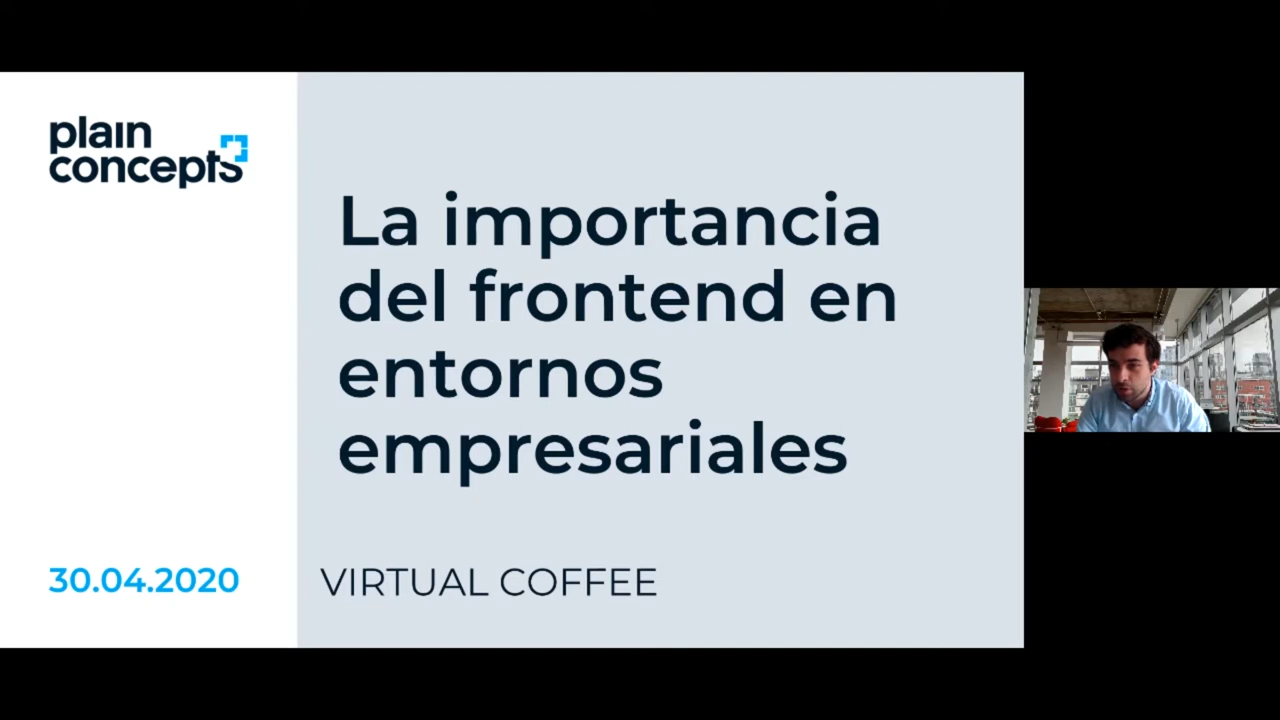 plain
concepts
La importancia
del frontend en
entornos
empresariales
30.04.2020
VIRTUAL COFFEE